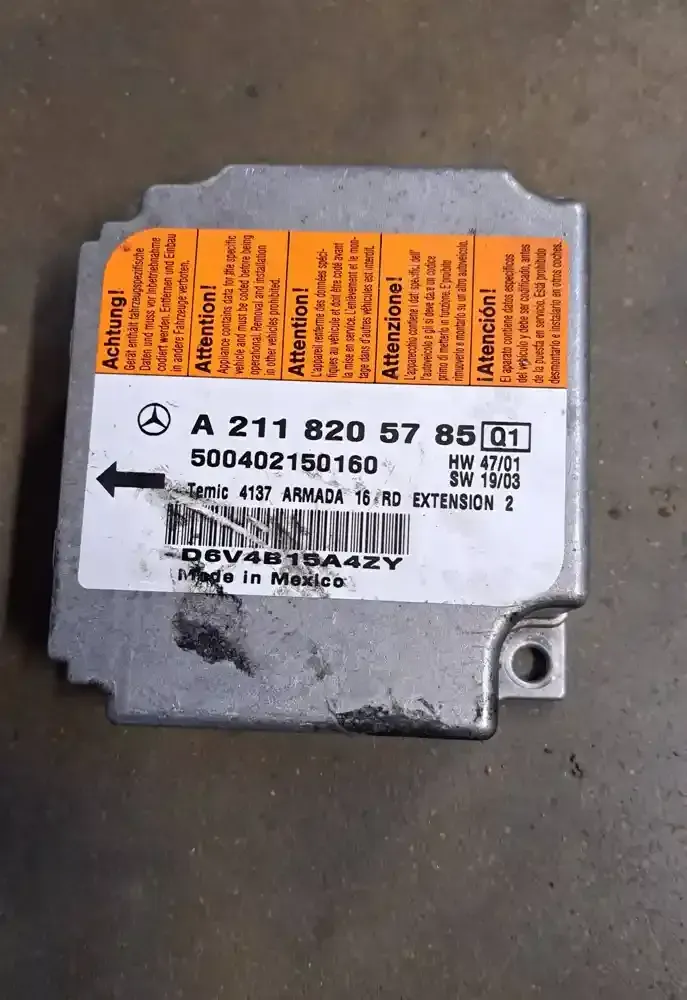 Achtung!
Gerät enthält fahrzeugspezifische
Daten und muss vor Inbetriebnahme
codiert werden. Entfernen und Einbau
in andere Fahrzeuge verboten.
Attention!
Appliance contains data for the specific
vehicle and must be coded before being
operational. Removal and installation
in other vehicles prohibited.
Attention!
L'appareil renferme des données spéci-
fiques au véhicule et doit être codé avant
la mise en service. L'enlèvement et le mon-
tage dans d'autres véhicules est interdit.
Attenzione!
L'apparecchio contiene i dati specifici dell'
autoveicolo e gli si deve dare un codice
primo di metterlo in funzione. E'proibito
rimuoverlo e montarlo su un altro autoveicolo.
¡Atención!
El aparato contiene datos específicos
del vehículo y debe ser codificado, antes
de la puesta en servicio. Está prohibido
desmontarlo e instalarlo en otros coches.
A 211 820 57 85 Q1
500402150160
HW 47/01
SW 19/03
Temic 4137 ARMADA 16 RD EXTENSION 2
D6V4B15A4ZY
Made in Mexico